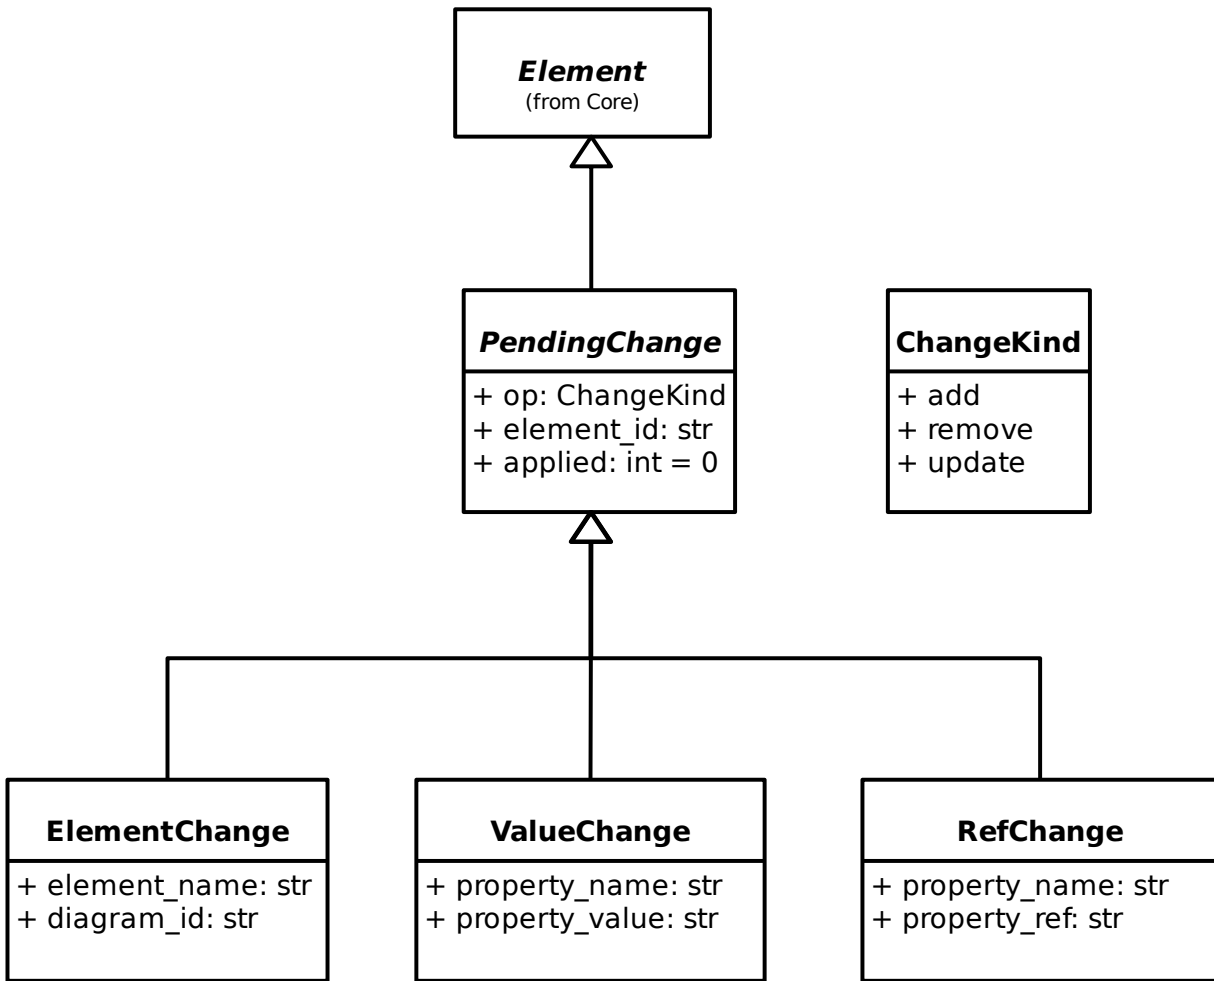 Element
(from Core)
PendingChange
+ op: ChangeKind
+ element_id: str
+ applied: int = 0
ChangeKind
+ add
+ remove
+ update
ElementChange
+ element_name: str
+ diagram_id: str
ValueChange
+ property_name: str
+ property_value: str
RefChange
+ property_name: str
+ property_ref: str